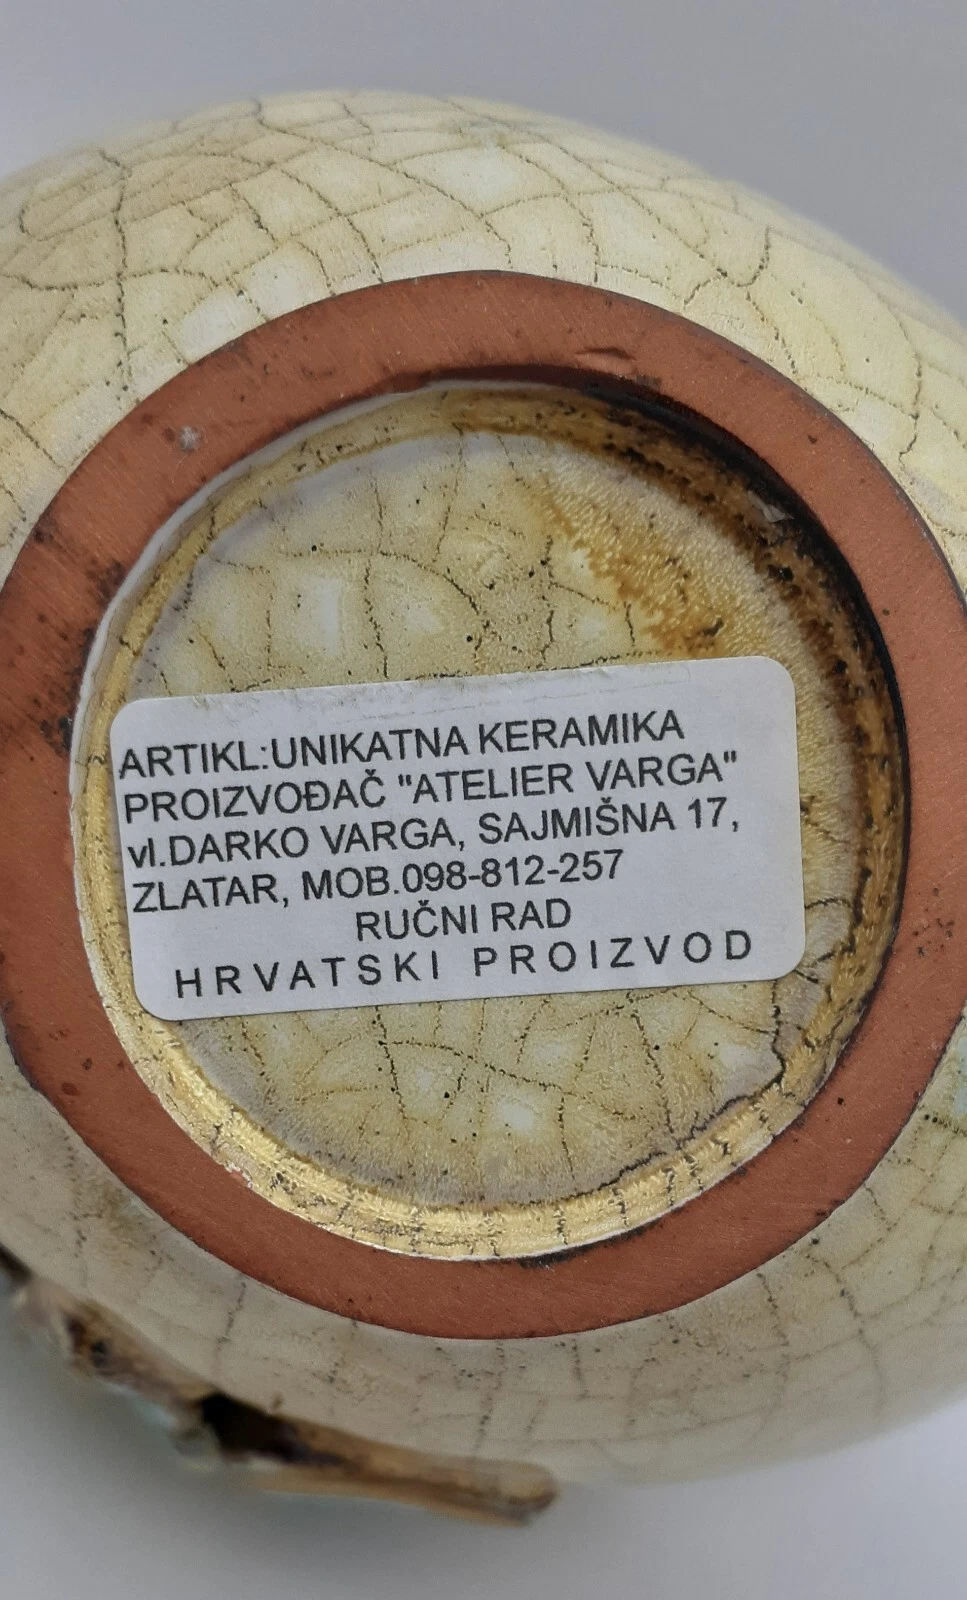 ARTIKL:UNIKATNA KERAMIKA
PROIZVOĐAČ "ATELIER VARGA"
vl.DARKO VARGA, SAJMIŠNA 17,
ZLATAR, MOB.098-812-257
RUČNI RAD
HRVATSKI PROIZVOD